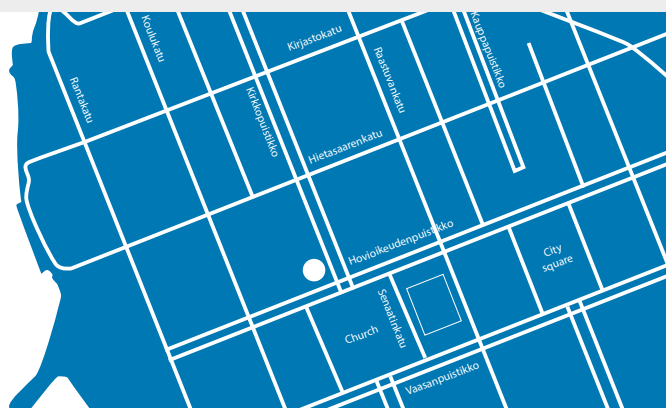 Koulukatu
Kirjastokatu
Kauppapuistikko
Rantakatu
Kirkkopuistikko
Raastuvankatu
Hietasaarenkatu
Hovioikeudenpuistikko
City
square
Senaatinkatu
Church
Vaasanpuistikko